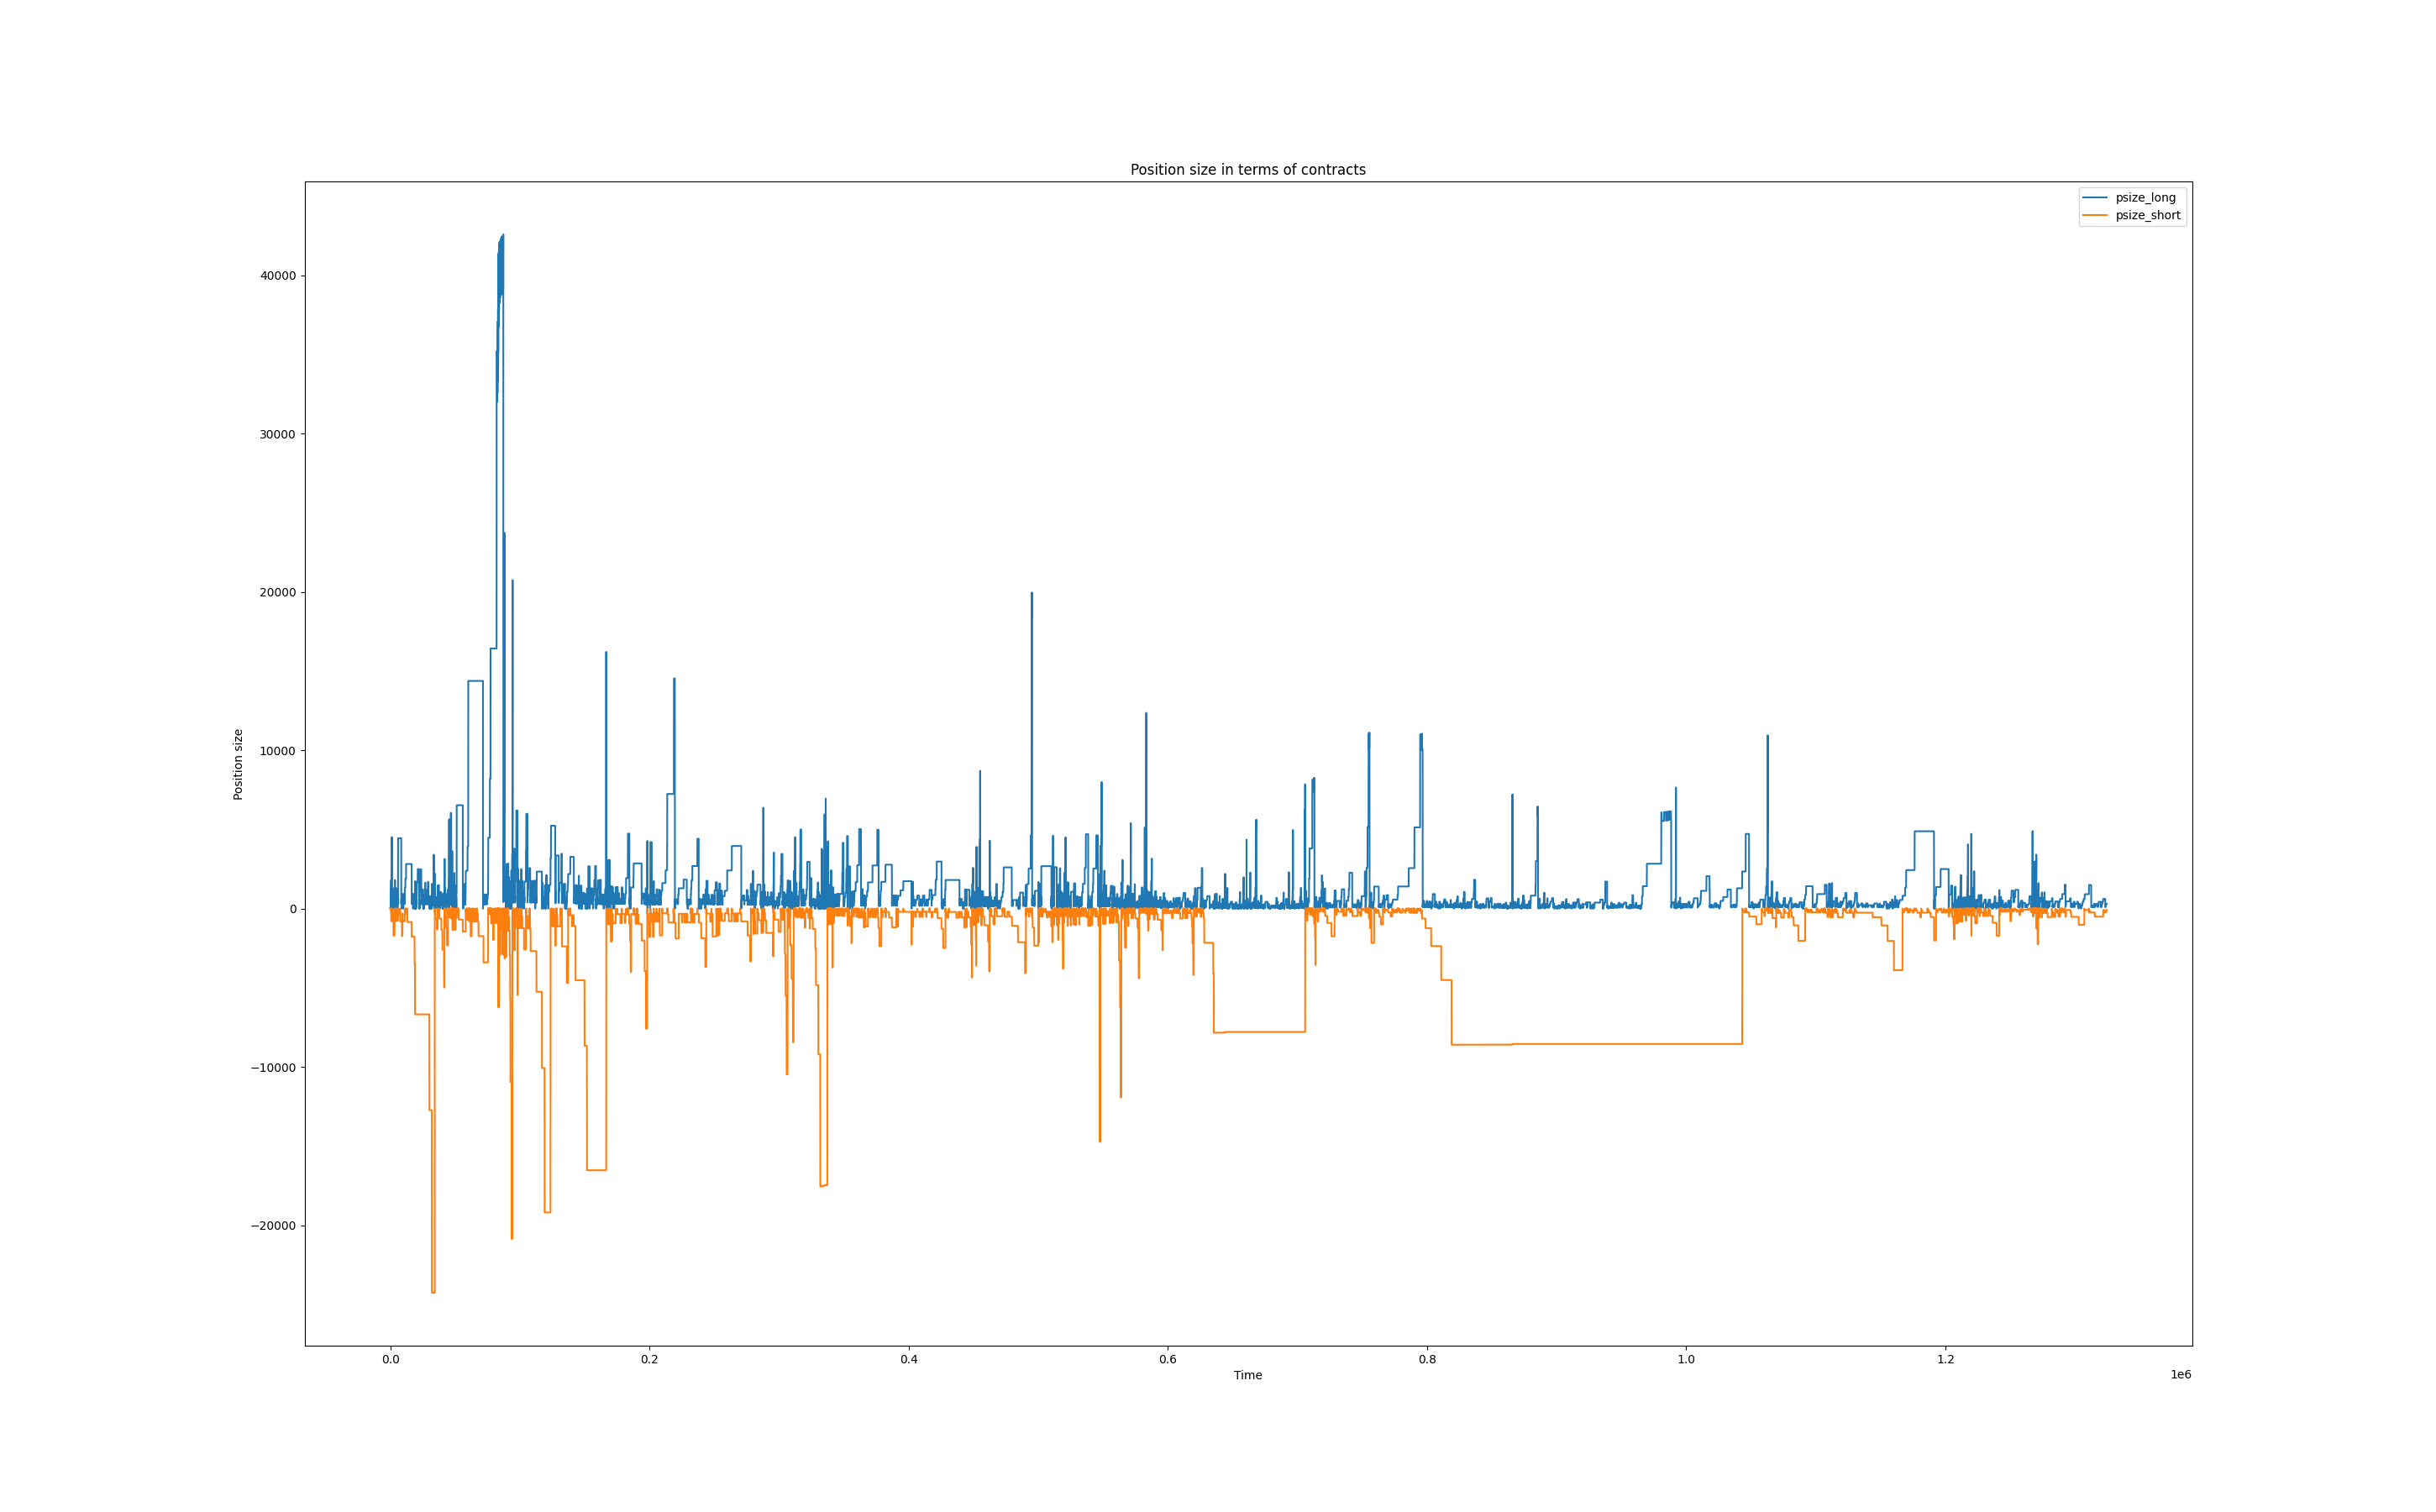 Position size in terms of contracts
psize_long
psize_short
Position size
40000
30000
20000
10000
0
−10000
−20000
0.0
0.2
0.4
0.6
0.8
1.0
1.2
Time
1e6